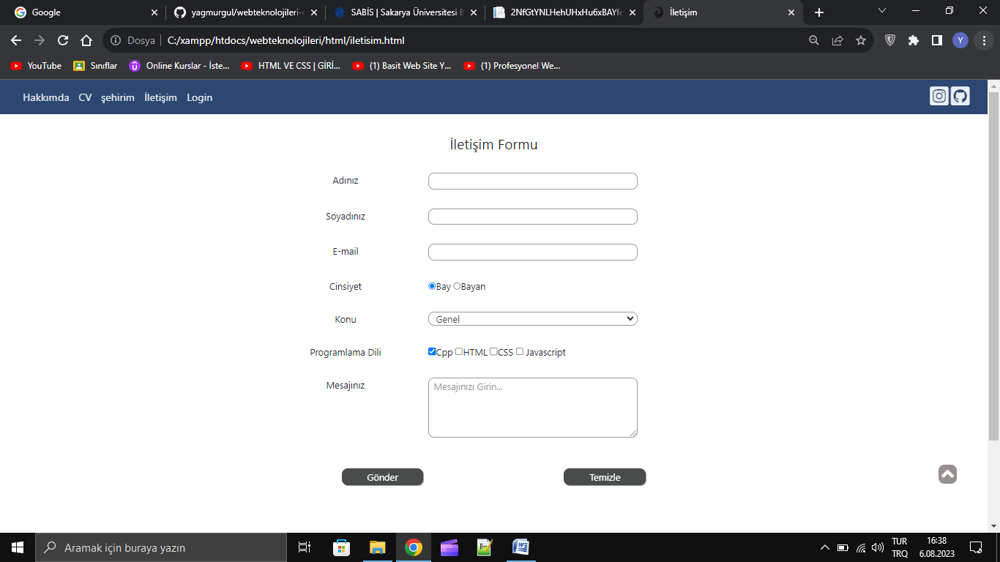 Google
yagmurgul/webteknolojileri-
SABİS | Sakarya Üniversitesi
2NfGtYNLHehUHxHu6xBAYf
İletişim
Dosya C:/xampp/htdocs/webteknolojileri/html/iletisim.html
Y
YouTube Sınıflar Online Kurslar - İste... HTML VE CSS | GİRİ... (1) Basit Web Site Y... (1) Profesyonel We...
Hakkımda CV şehirim İletişim Login
İletişim Formu
Adınız
Soyadınız
E-mail
Cinsiyet Bay Bayan
Konu Genel
Programlama Dili Cpp HTML CSS Javascript
Mesajınız Mesajınızı Girin...
Gönder Temizle
Aramak için buraya yazın
TUR 16:38
TRQ 6.08.2023